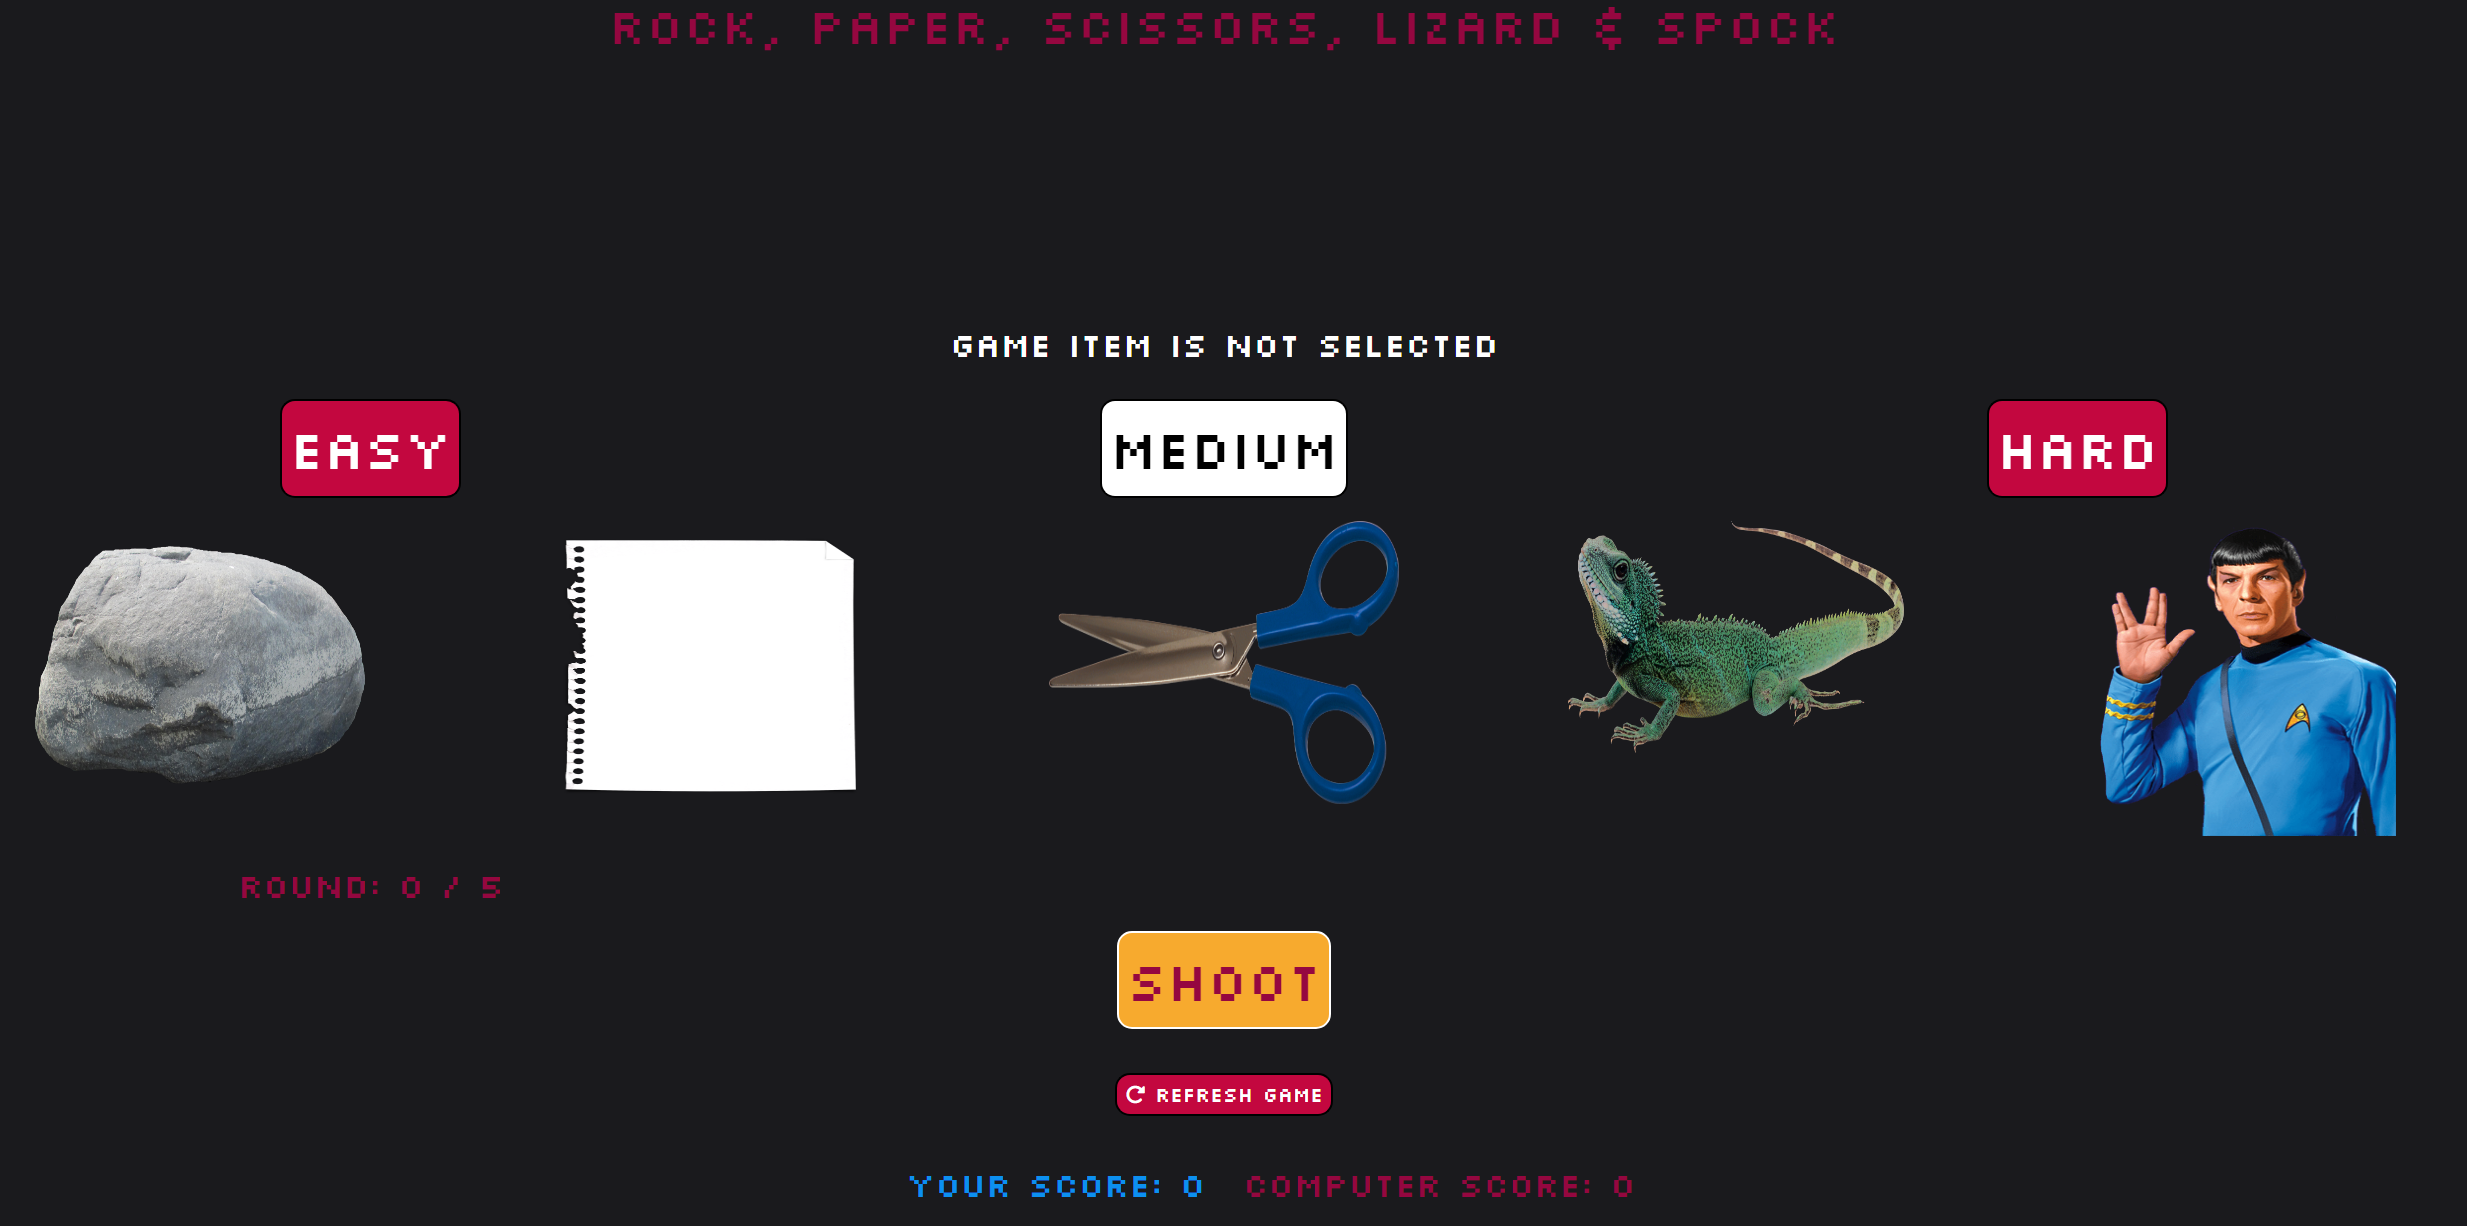 ROCK, PAPER, SCISSORS, LIZARD & SPOCK
GAME ITEM IS NOT SELECTED
EASY
MEDIUM
HARD
ROUND: 0 / 5
SHOOT
REFRESH GAME
YOUR SCORE: 0 COMPUTER SCORE: 0